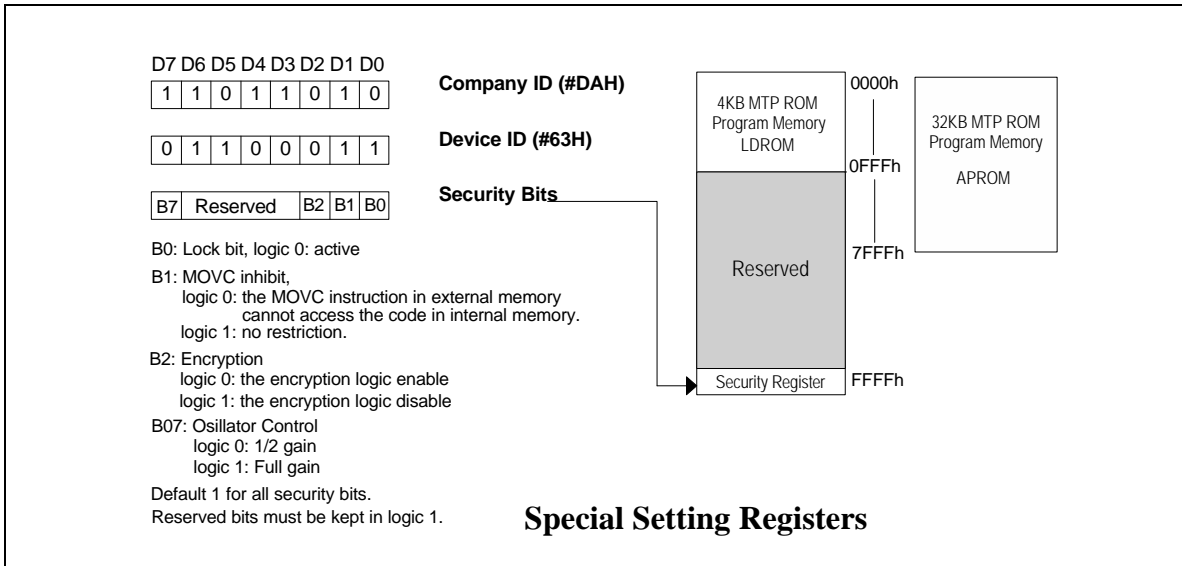 D7 D6 D5 D4 D3 D2 D1 D0
1 1 0 1 1 0 1 0
Company ID (#DAH)
0 1 1 0 0 0 1 1
Device ID (#63H)
B7 Reserved B2 B1 B0
Security Bits
B0: Lock bit, logic 0: active
B1: MOVC inhibit,
logic 0: the MOVC instruction in external memory
cannot access the code in internal memory.
logic 1: no restriction.
B2: Encryption
logic 0: the encryption logic enable
logic 1: the encryption logic disable
B07: Osillator Control
logic 0: 1/2 gain
logic 1: Full gain
Default 1 for all security bits.
Reserved bits must be kept in logic 1.
4KB MTP ROM
Program Memory
LDROM
Reserved
Security Register
0000h
0FFFh
7FFFh
FFFFh
32KB MTP ROM
Program Memory
APROM
Special Setting Registers